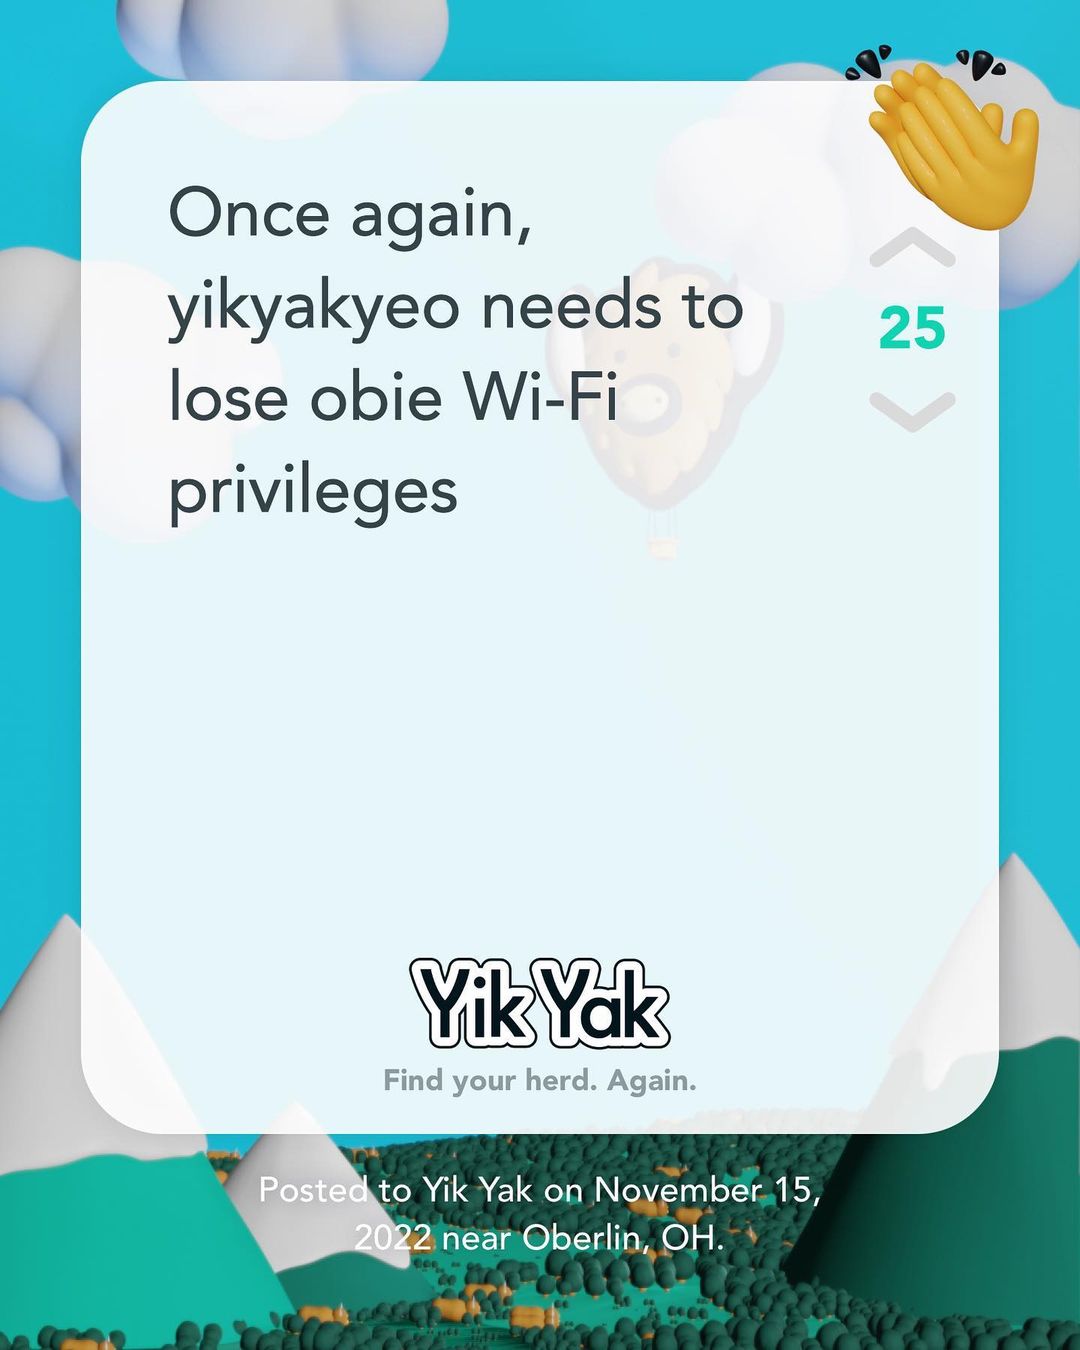 Once again,
yikyakyeo needs to
lose obie Wi-Fi
privileges
25
Yik Yak
Find your herd. Again.
Posted to Yik Yak on November 15,
2022 near Oberlin, OH.